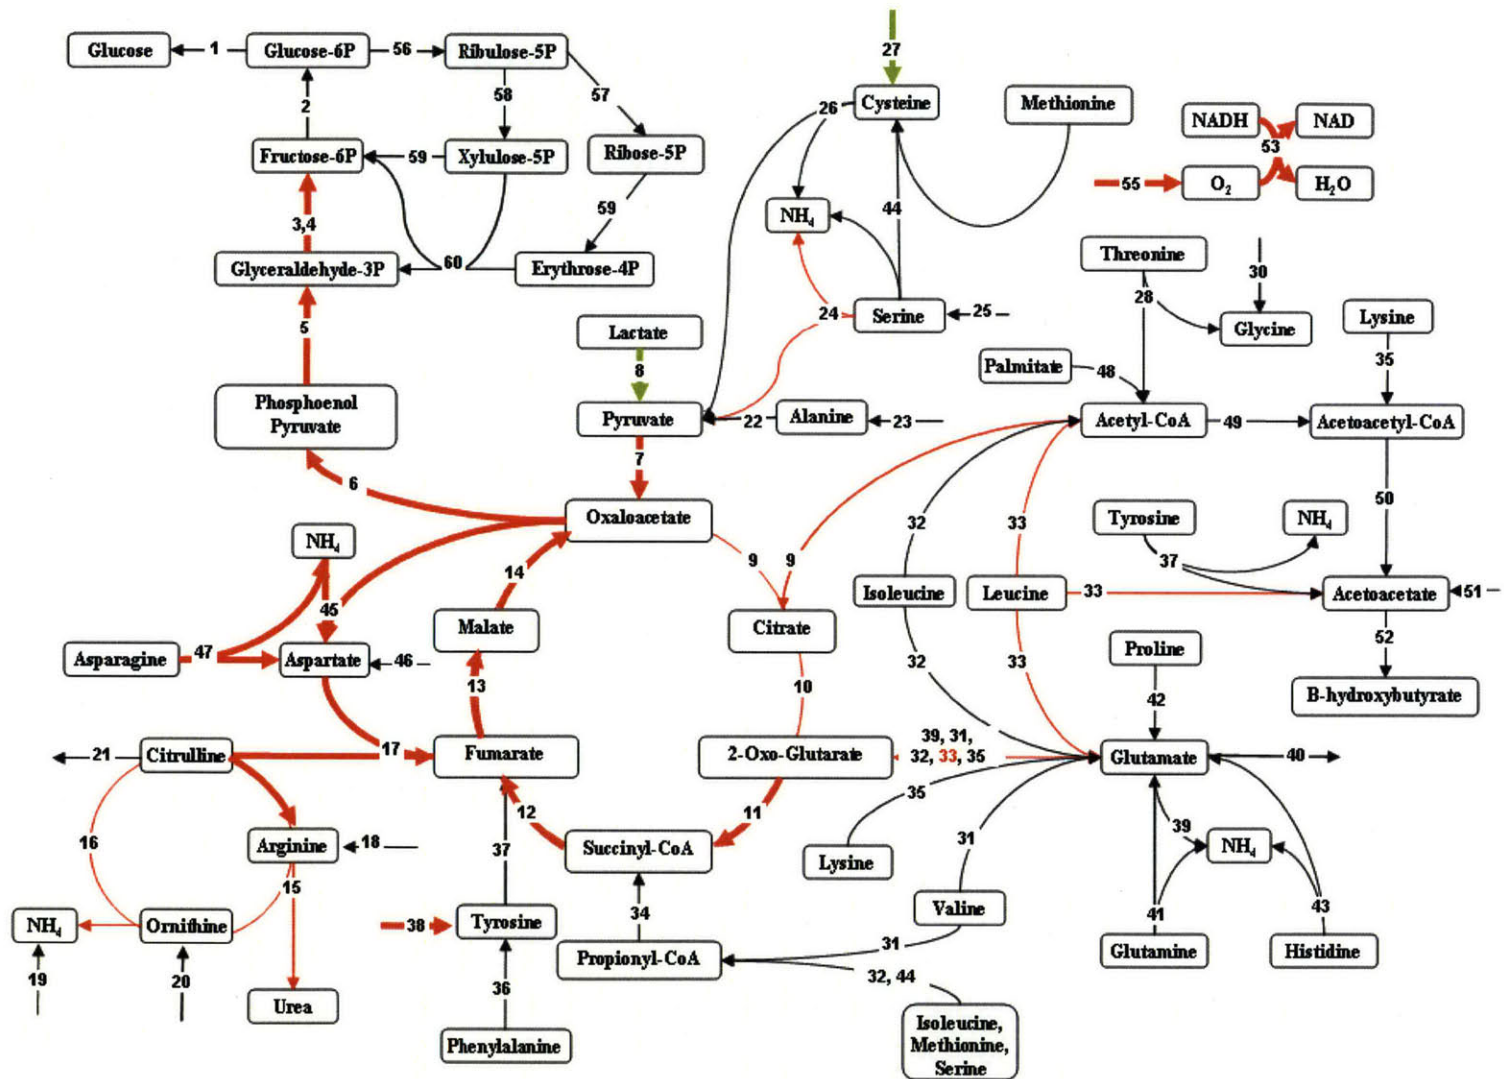 Glucose
1
Glucose-6P
56
Ribulose-5P
27
2
58
57
26
Cysteine
Methionine
NADH
NAD
53
Fructose-6P
59
Xylulose-5P
Ribose-5P
55
O₂
H₂O
3,4
59
NH₄
44
Glyceraldehyde-3P
60
Erythrose-4P
Threonine
30
28
5
24
Serine
25
Glycine
Lysine
Lactate
8
Palmitate
48
35
Phosphoenol
Pyruvate
Pyruvate
22
Alanine
23
Acetyl-CoA
49
Acetoacetyl-CoA
7
6
50
Oxaloacetate
32
33
Tyrosine
NH₄
NH₄
14
9
9
37
45
Malate
Isoleucine
Leucine
33
Acetoacetate
51
47
Citrate
52
Asparagine
Aspartate
46
32
33
Proline
13
10
42
B-hydroxybutyrate
21
Citrulline
17
Fumarate
2-Oxo-Glutarate
39, 31,
32, 33, 35
Glutamate
40
35
12
11
16
Arginine
18
37
Succinyl-CoA
Lysine
31
39
NH₄
15
34
Valine
NH₄
Ornithine
38
Tyrosine
41
43
31
Propionyl-CoA
Glutamine
Histidine
19
20
36
32, 44
Urea
Isoleucine,
Methionine,
Serine
Phenylalanine